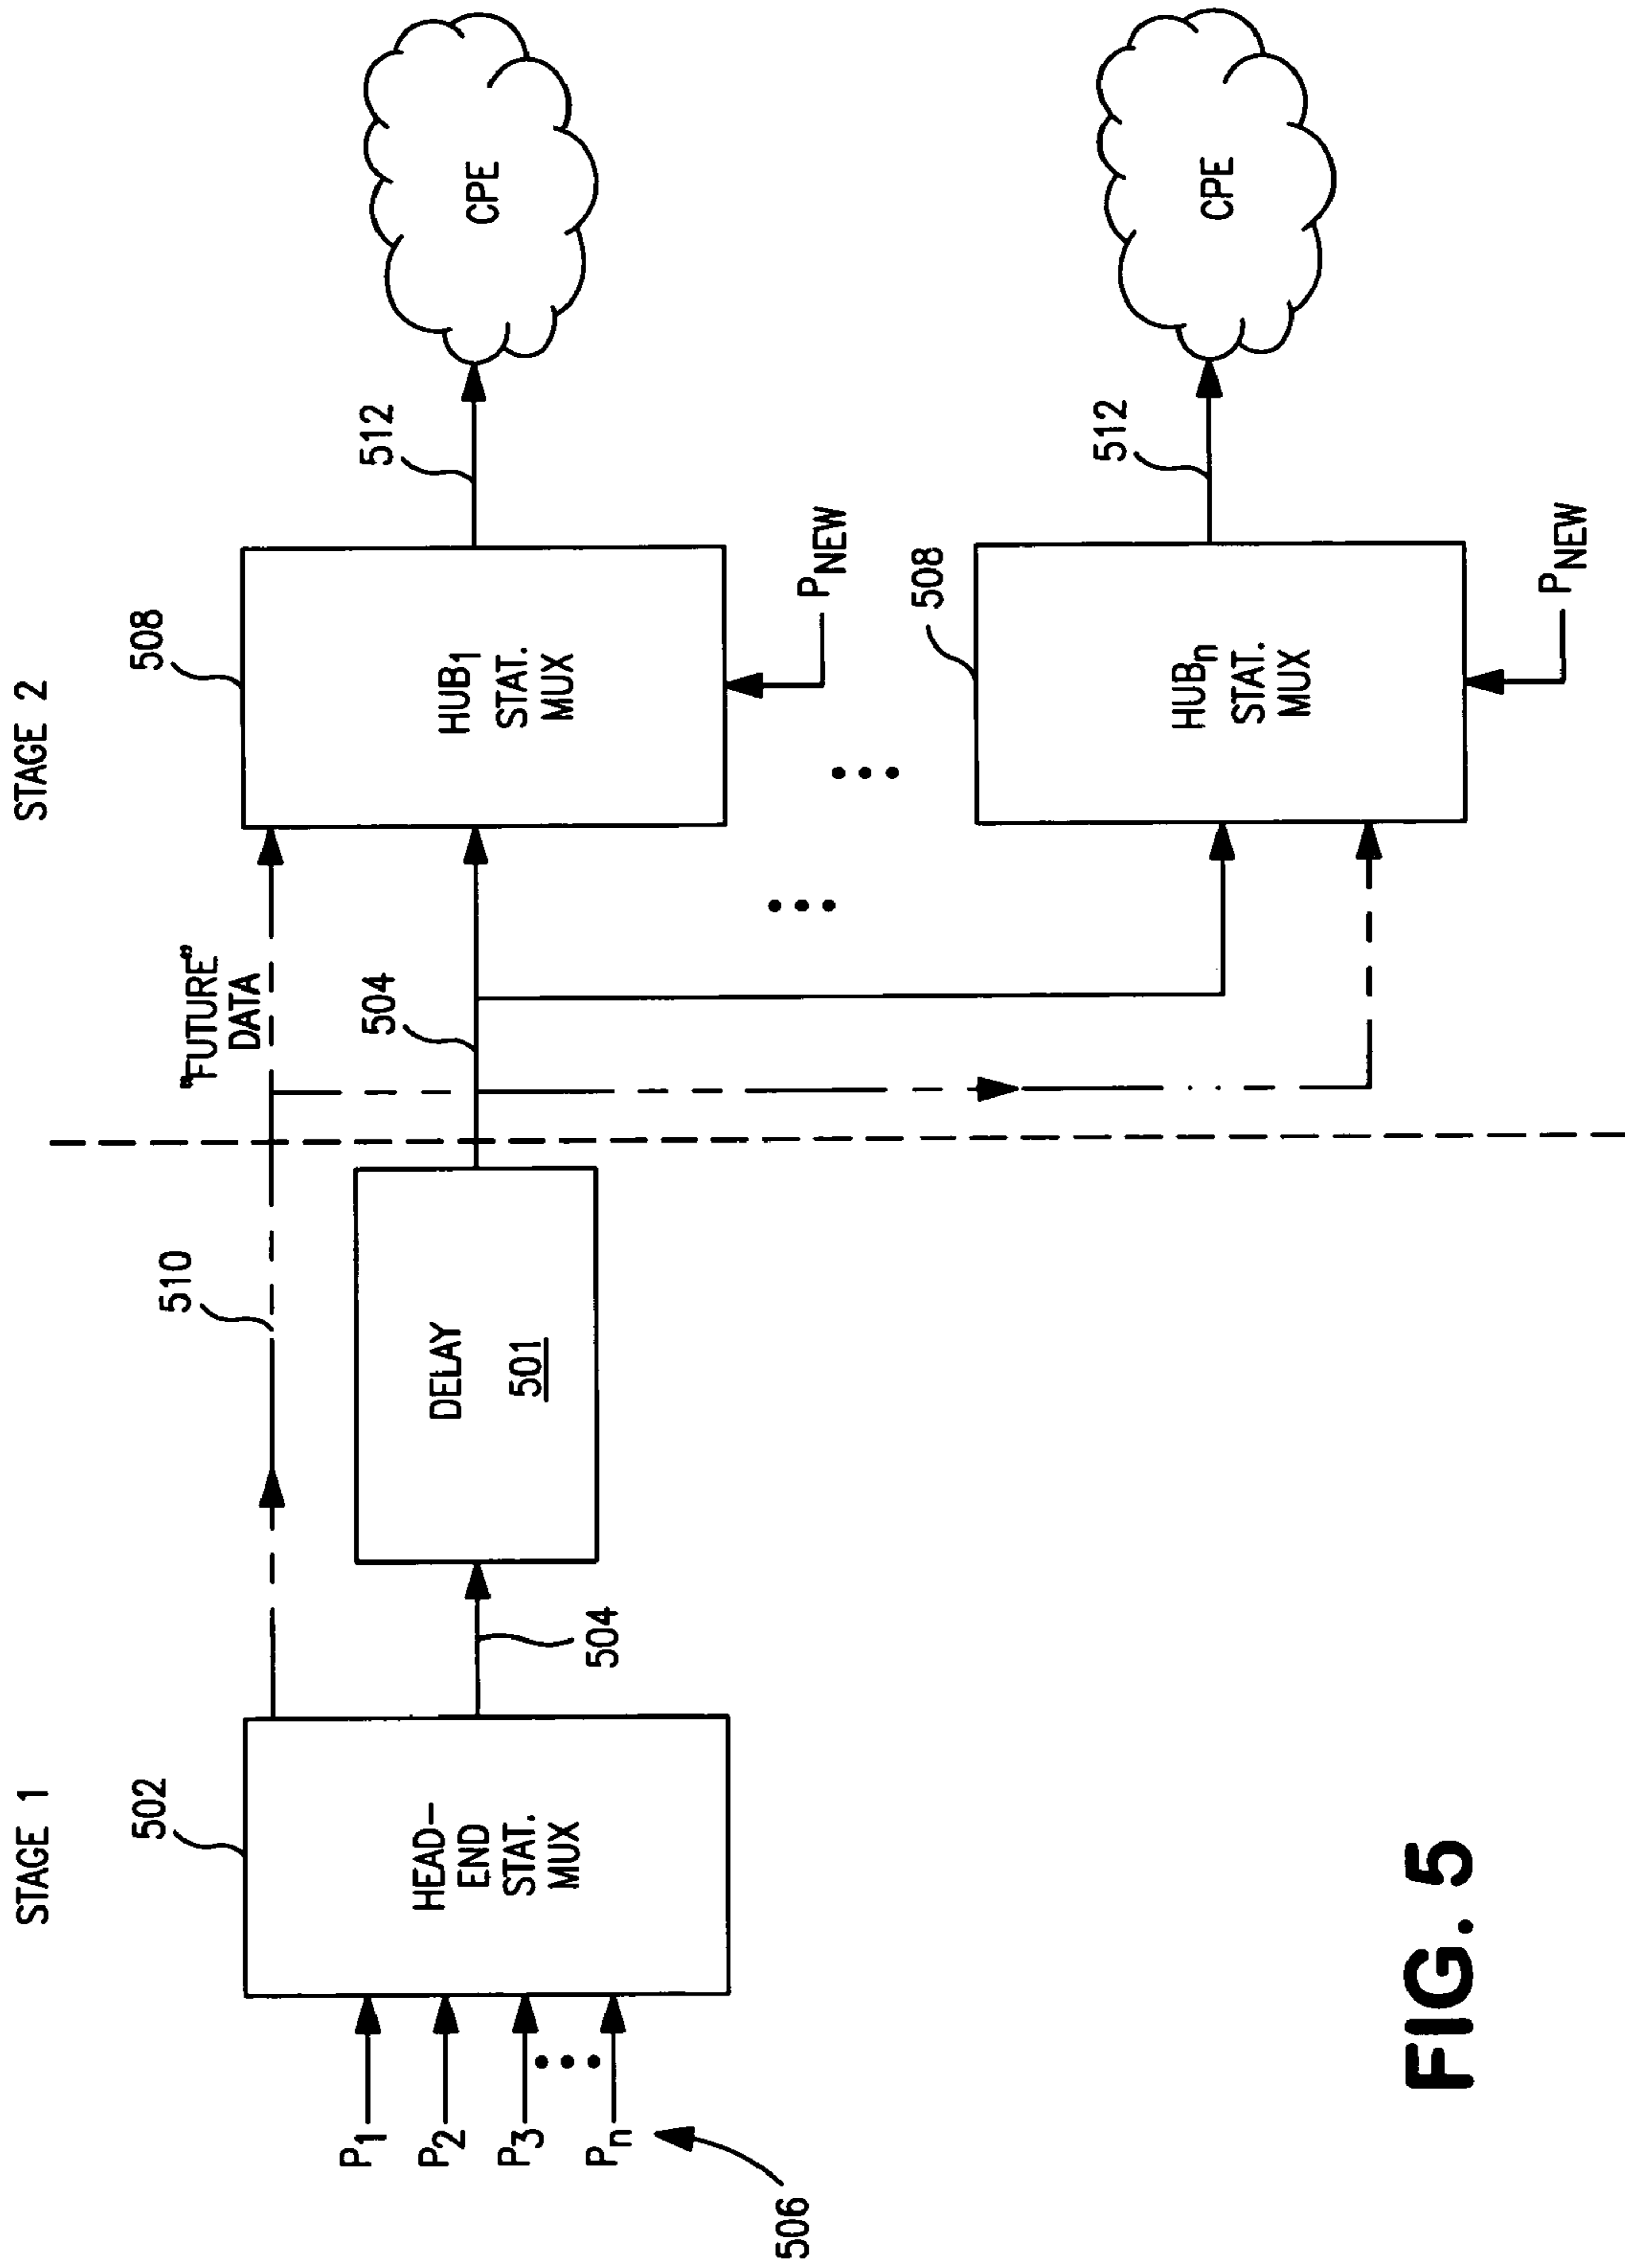 STAGE 1
STAGE 2
502
HEAD-
END
STAT.
MUX
P1
P2
P3
Pn
506
504
510
DELAY
501
"FUTURE"
DATA
504
508
HUB1
STAT.
MUX
PNEW
512
CPE
508
HUBn
STAT.
MUX
PNEW
512
CPE
FIG. 5